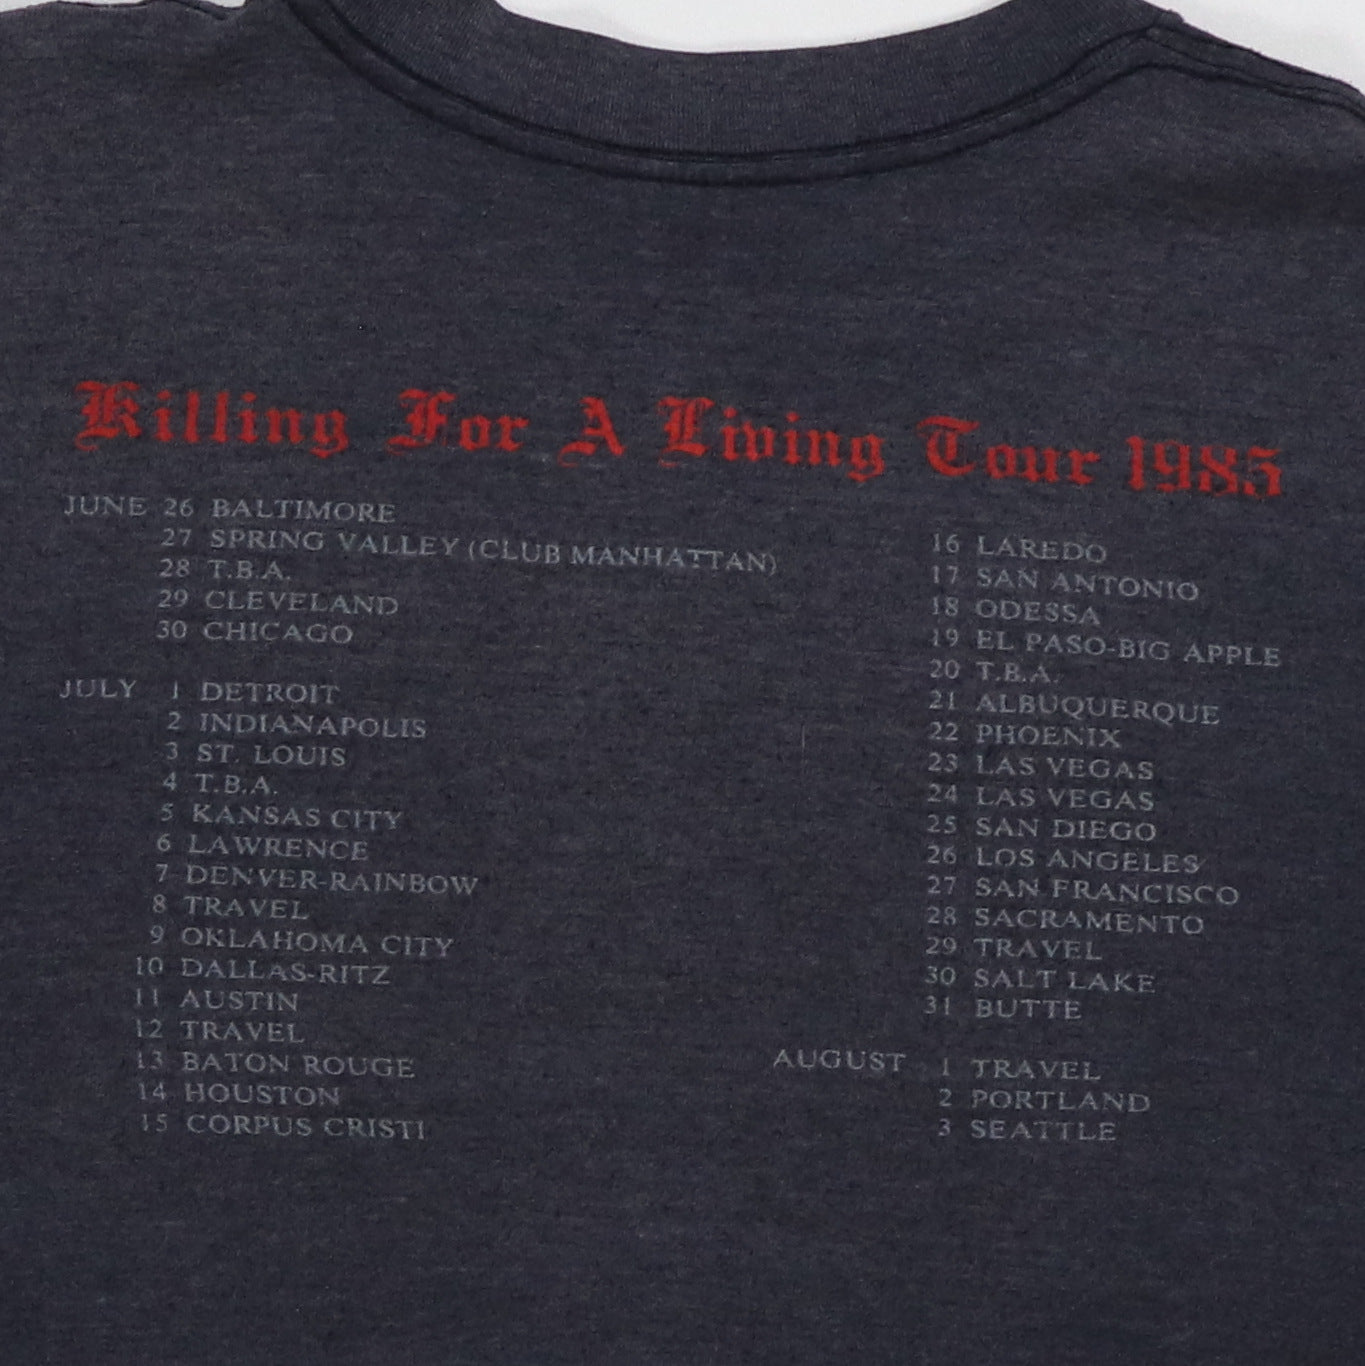 Killing For A Living Tour 1985
JUNE 26 BALTIMORE
27 SPRING VALLEY (CLUB MANHATTAN)
28 T.B.A.
29 CLEVELAND
30 CHICAGO
JULY 1 DETROIT
2 INDIANAPOLIS
3 ST. LOUIS
4 T.B.A.
5 KANSAS CITY
6 LAWRENCE
7 DENVER-RAINBOW
8 TRAVEL
9 OKLAHOMA CITY
10 DALLAS-RITZ
11 AUSTIN
12 TRAVEL
13 BATON ROUGE
14 HOUSTON
15 CORPUS CRISTI
16 LAREDO
17 SAN ANTONIO
18 ODESSA
19 EL PASO-BIG APPLE
20 T.B.A.
21 ALBUQUERQUE
22 PHOENIX
23 LAS VEGAS
24 LAS VEGAS
25 SAN DIEGO
26 LOS ANGELES
27 SAN FRANCISCO
28 SACRAMENTO
29 TRAVEL
30 SALT LAKE
31 BUTTE
AUGUST 1 TRAVEL
2 PORTLAND
3 SEATTLE